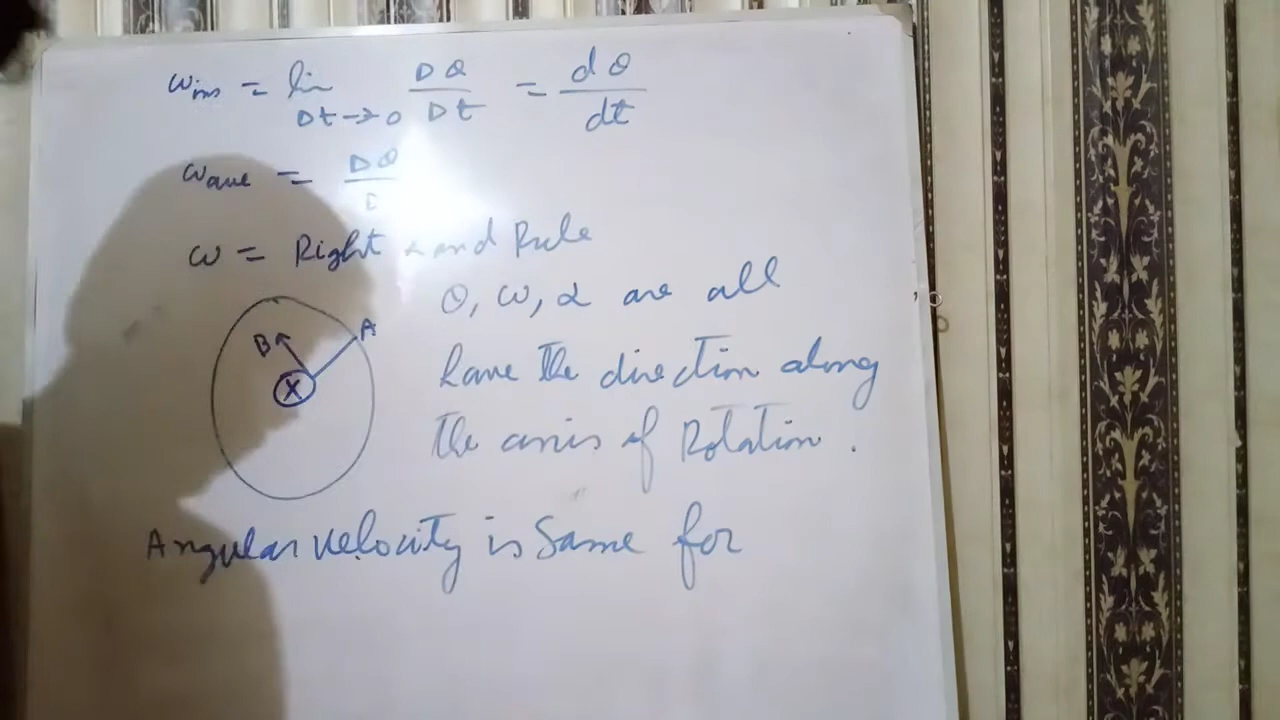 ωins = lim Δθ/Δt = dθ/dt
Δt→0
ωave = Δθ/
ω = Right Hand Rule
θ, ω, α are all
have the direction along
the axis of Rotation.
B A
X
Angular velocity is Same for